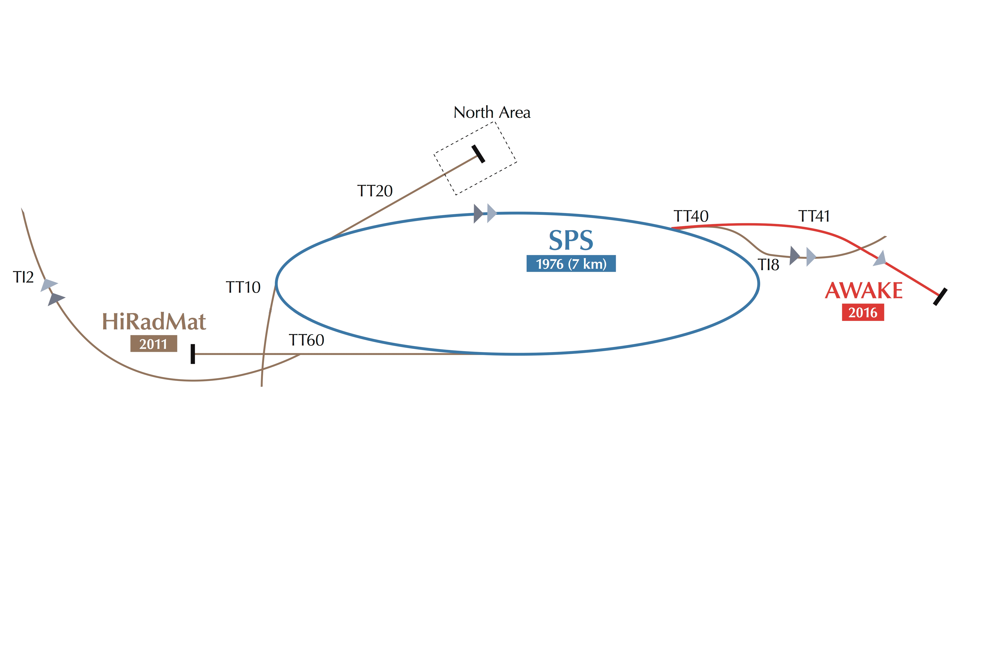 North Area
TT20
TT40
TT41
SPS
1976 (7 km)
TI8
TI2
TT10
AWAKE
2016
HiRadMat
2011
TT60